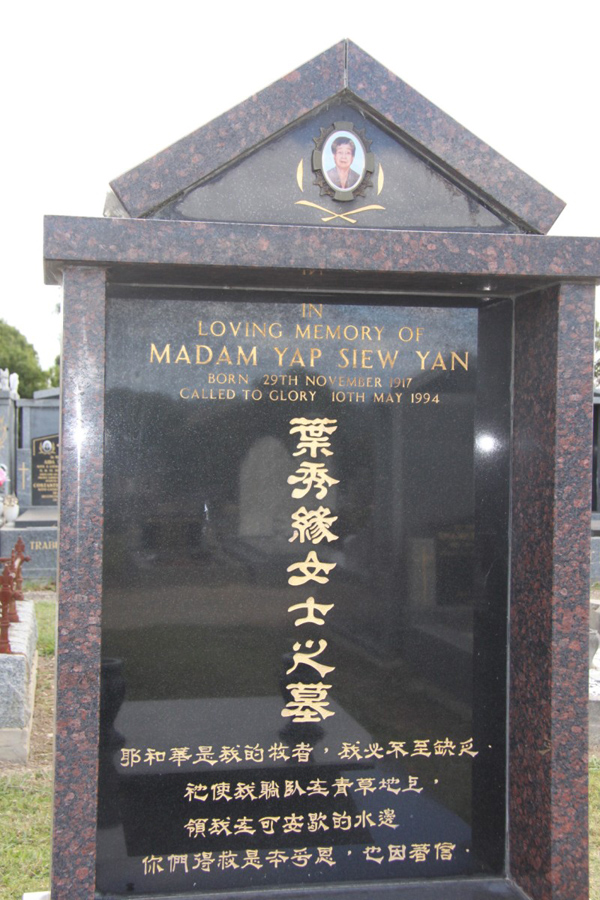 IN
LOVING MEMORY OF
MADAM YAP SIEW YAN
BORN 29TH NOVEMBER 1917
CALLED TO GLORY 10TH MAY 1994
葉秀緣女士之墓
耶和華是我的牧者，我必不至缺乏．
祂使我躺臥在青草地上，
領我在可安歇的水邊
你們得救是本乎恩，也因著信．